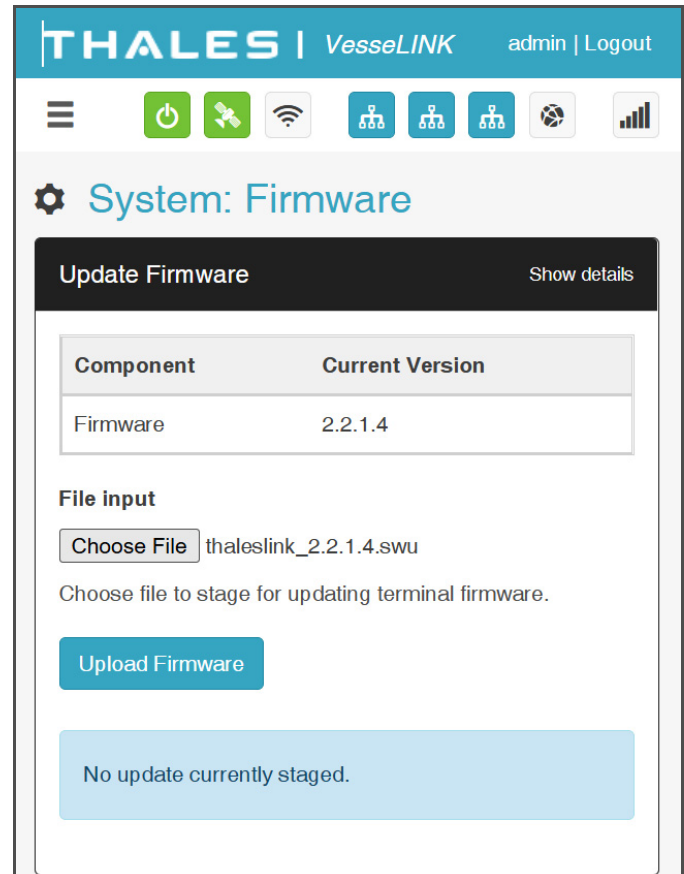 THALES | VesseLINK admin | Logout
System: Firmware
Update Firmware Show details
Component Current Version
Firmware 2.2.1.4
File input
Choose File thaleslink_2.2.1.4.swu
Choose file to stage for updating terminal firmware.
Upload Firmware
No update currently staged.